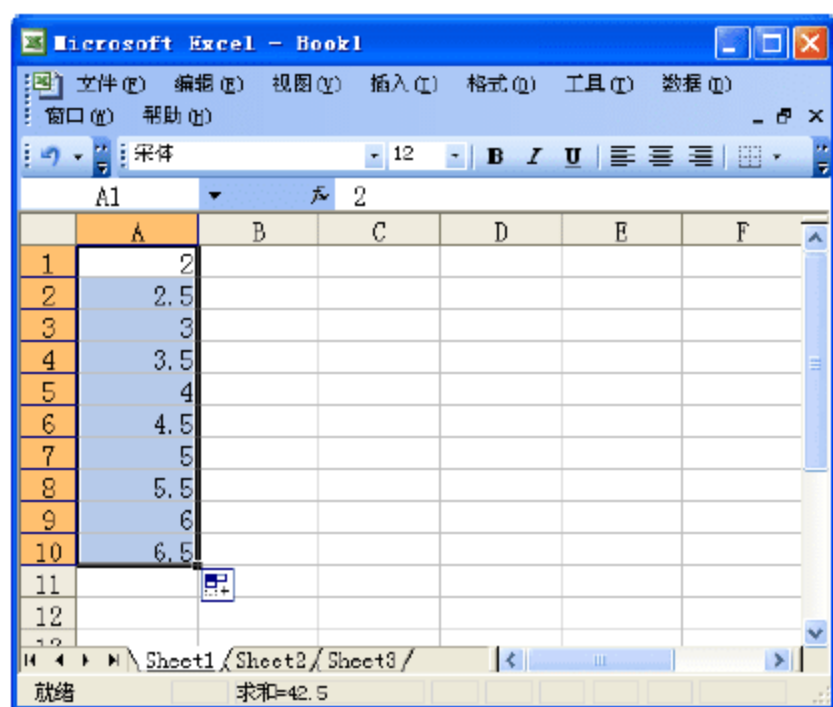 Microsoft Excel - Book1
文件(F) 编辑(E) 视图(V) 插入(I) 格式(O) 工具(T) 数据(D)
窗口(W) 帮助(H)
宋体 12 B I U
A1 fx 2
A B C D E F
1 2
2 2.5
3 3
4 3.5
5 4
6 4.5
7 5
8 5.5
9 6
10 6.5
11
12
Sheet1 Sheet2 Sheet3
就绪 求和=42.5